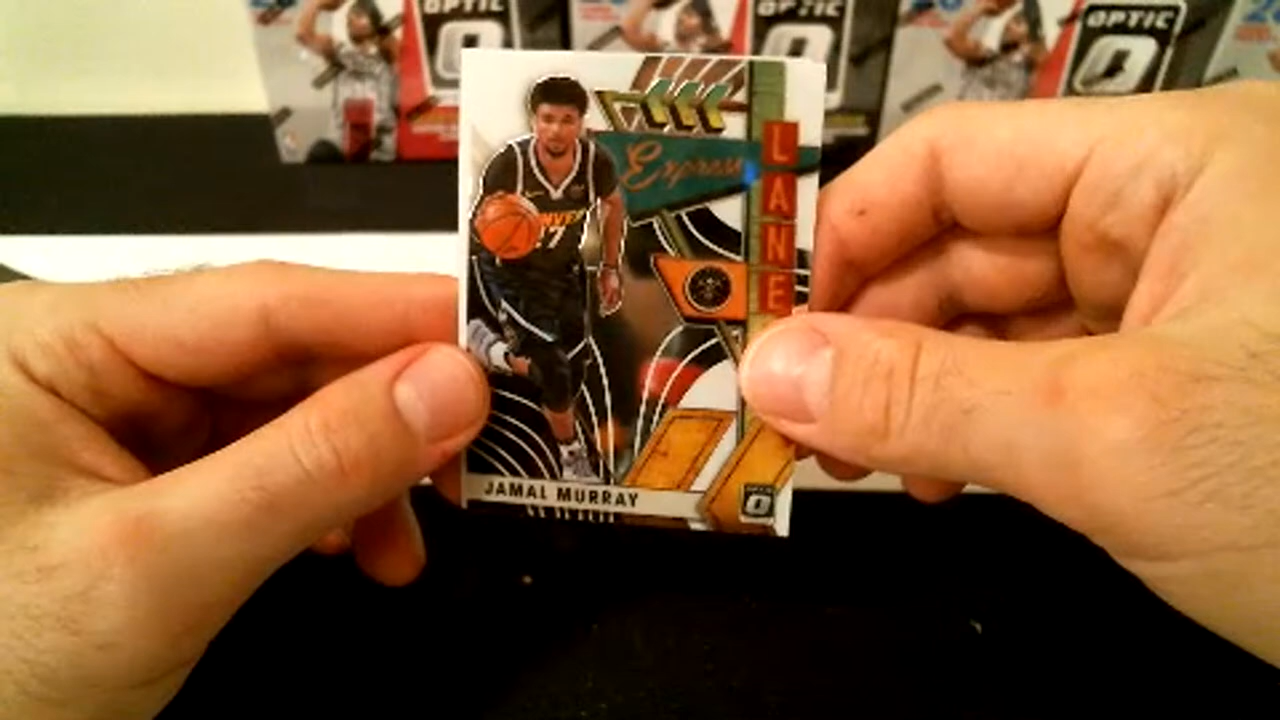 OPTIC
OPTIC
OPTIC
Express
LANE
DENVER
27
JAMAL MURRAY